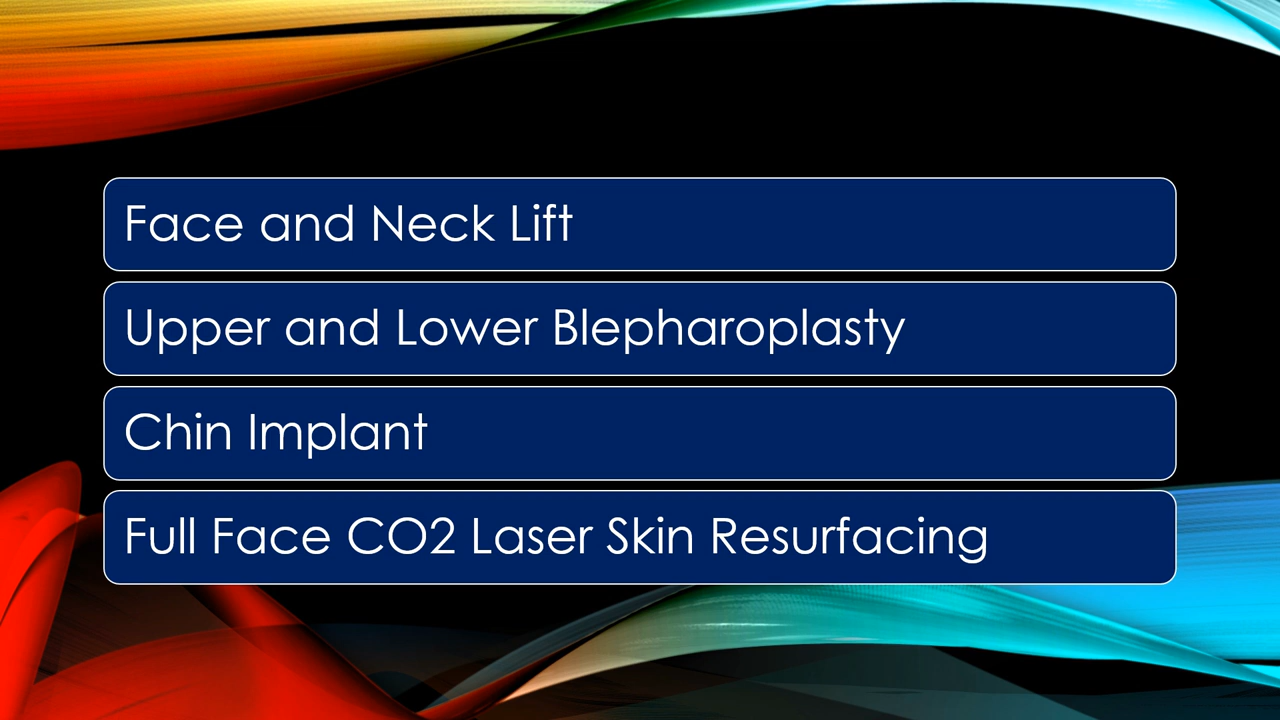 Face and Neck Lift
Upper and Lower Blepharoplasty
Chin Implant
Full Face CO2 Laser Skin Resurfacing